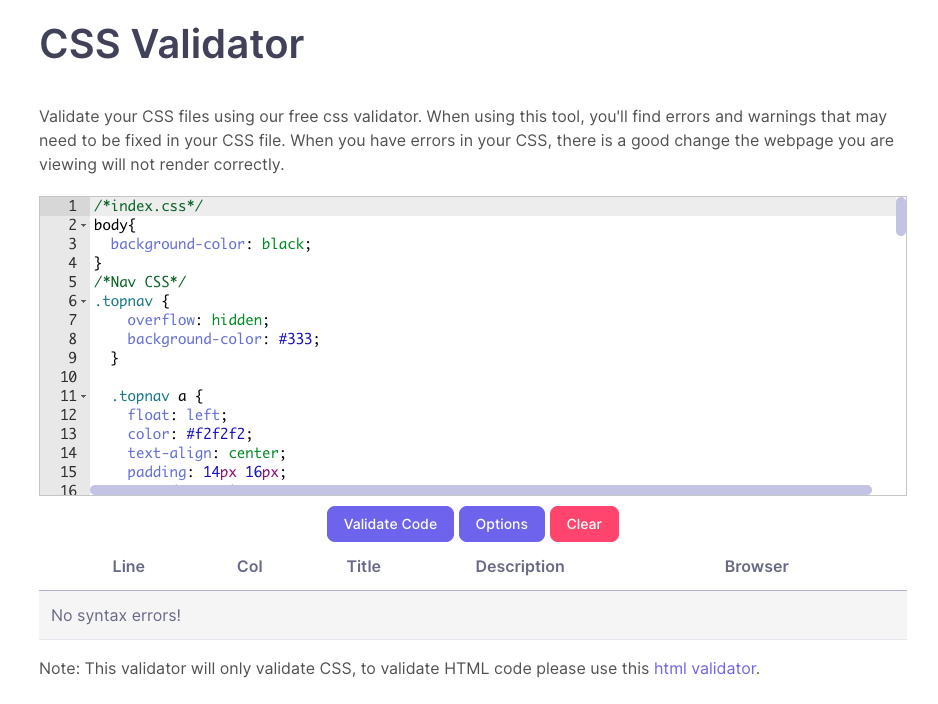 CSS Validator
Validate your CSS files using our free css validator. When using this tool, you'll find errors and warnings that may
need to be fixed in your CSS file. When you have errors in your CSS, there is a good change the webpage you are
viewing will not render correctly.
1 /*index.css*/
2 body{
3 background-color: black;
4 }
5 /*Nav CSS*/
6 .topnav {
7 overflow: hidden;
8 background-color: #333;
9 }
10
11 .topnav a {
12 float: left;
13 color: #f2f2f2;
14 text-align: center;
15 padding: 14px 16px;
16
Validate Code Options Clear
Line Col Title Description Browser
No syntax errors!
Note: This validator will only validate CSS, to validate HTML code please use this html validator.